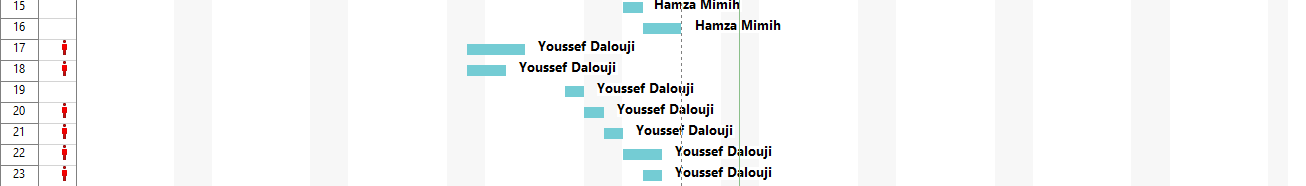 15 Hamza Mimih
16 Hamza Mimih
17 Youssef Dalouji
18 Youssef Dalouji
19 Youssef Dalouji
20 Youssef Dalouji
21 Youssef Dalouji
22 Youssef Dalouji
23 Youssef Dalouji